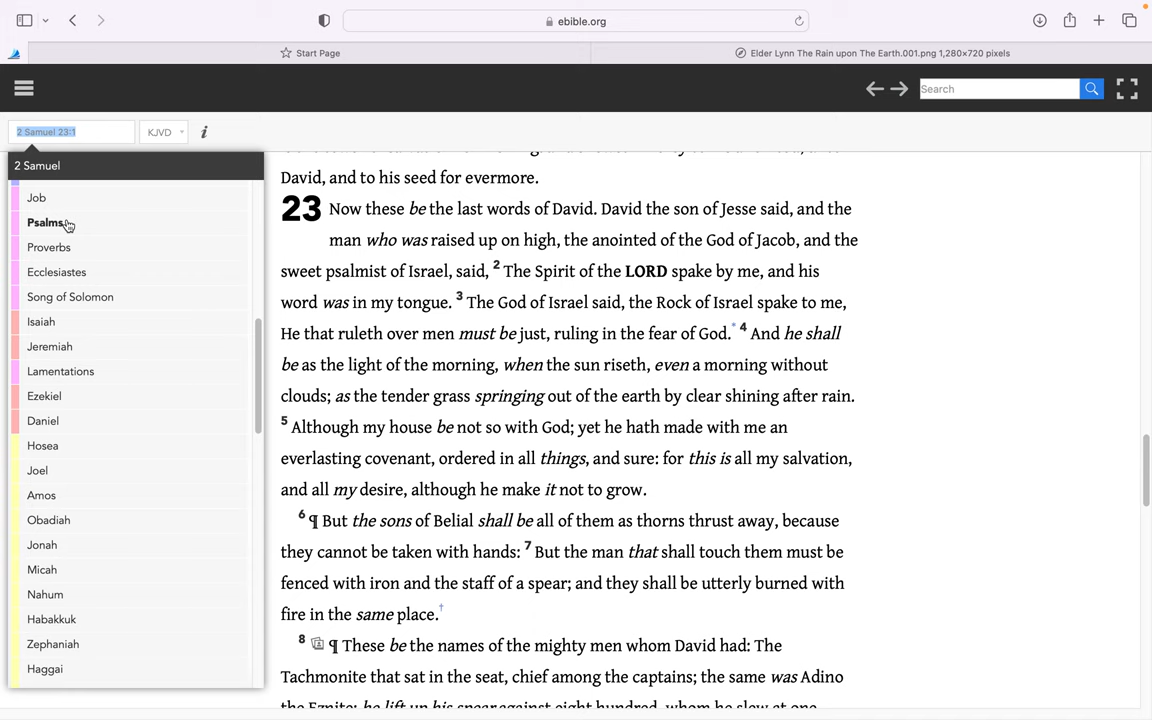 ebible.org
Start Page
Elder Lynn The Rain upon The Earth.001.png 1,280×720 pixels
Search
2 Samuel 23:1
KJVD
i
2 Samuel
Job
Psalms
Proverbs
Ecclesiastes
Song of Solomon
Isaiah
Jeremiah
Lamentations
Ezekiel
Daniel
Hosea
Joel
Amos
Obadiah
Jonah
Micah
Nahum
Habakkuk
Zephaniah
Haggai
David, and to his seed for evermore.
23 Now these be the last words of David. David the son of Jesse said, and the
man who was raised up on high, the anointed of the God of Jacob, and the
sweet psalmist of Israel, said, 2 The Spirit of the LORD spake by me, and his
word was in my tongue. 3 The God of Israel said, the Rock of Israel spake to me,
He that ruleth over men must be just, ruling in the fear of God.* 4 And he shall
be as the light of the morning, when the sun riseth, even a morning without
clouds; as the tender grass springing out of the earth by clear shining after rain.
5 Although my house be not so with God; yet he hath made with me an
everlasting covenant, ordered in all things, and sure: for this is all my salvation,
and all my desire, although he make it not to grow.
6 ¶ But the sons of Belial shall be all of them as thorns thrust away, because
they cannot be taken with hands: 7 But the man that shall touch them must be
fenced with iron and the staff of a spear; and they shall be utterly burned with
fire in the same place.†
8 ¶ These be the names of the mighty men whom David had: The
Tachmonite that sat in the seat, chief among the captains; the same was Adino
the Eznite: he lift up his spear against eight hundred, whom he slew at one